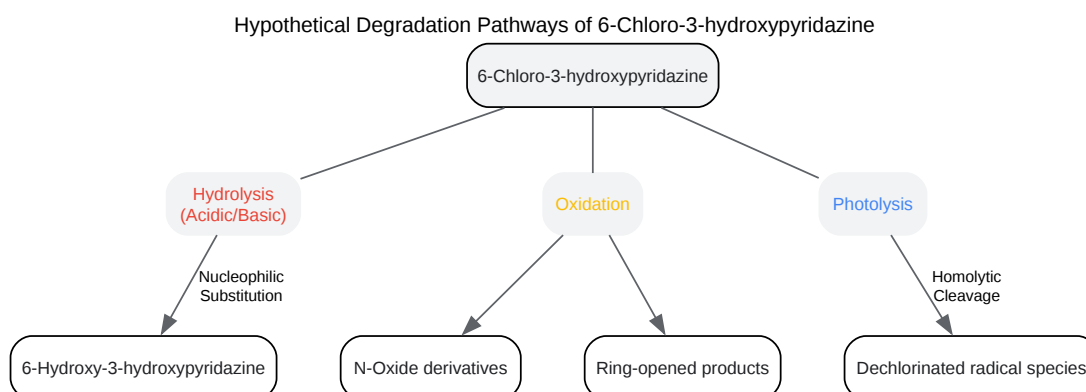 Hypothetical Degradation Pathways of 6-Chloro-3-hydroxypyridazine
6-Chloro-3-hydroxypyridazine
Hydrolysis
(Acidic/Basic)
Oxidation
Photolysis
Nucleophilic
Substitution
Homolytic
Cleavage
6-Hydroxy-3-hydroxypyridazine
N-Oxide derivatives
Ring-opened products
Dechlorinated radical species